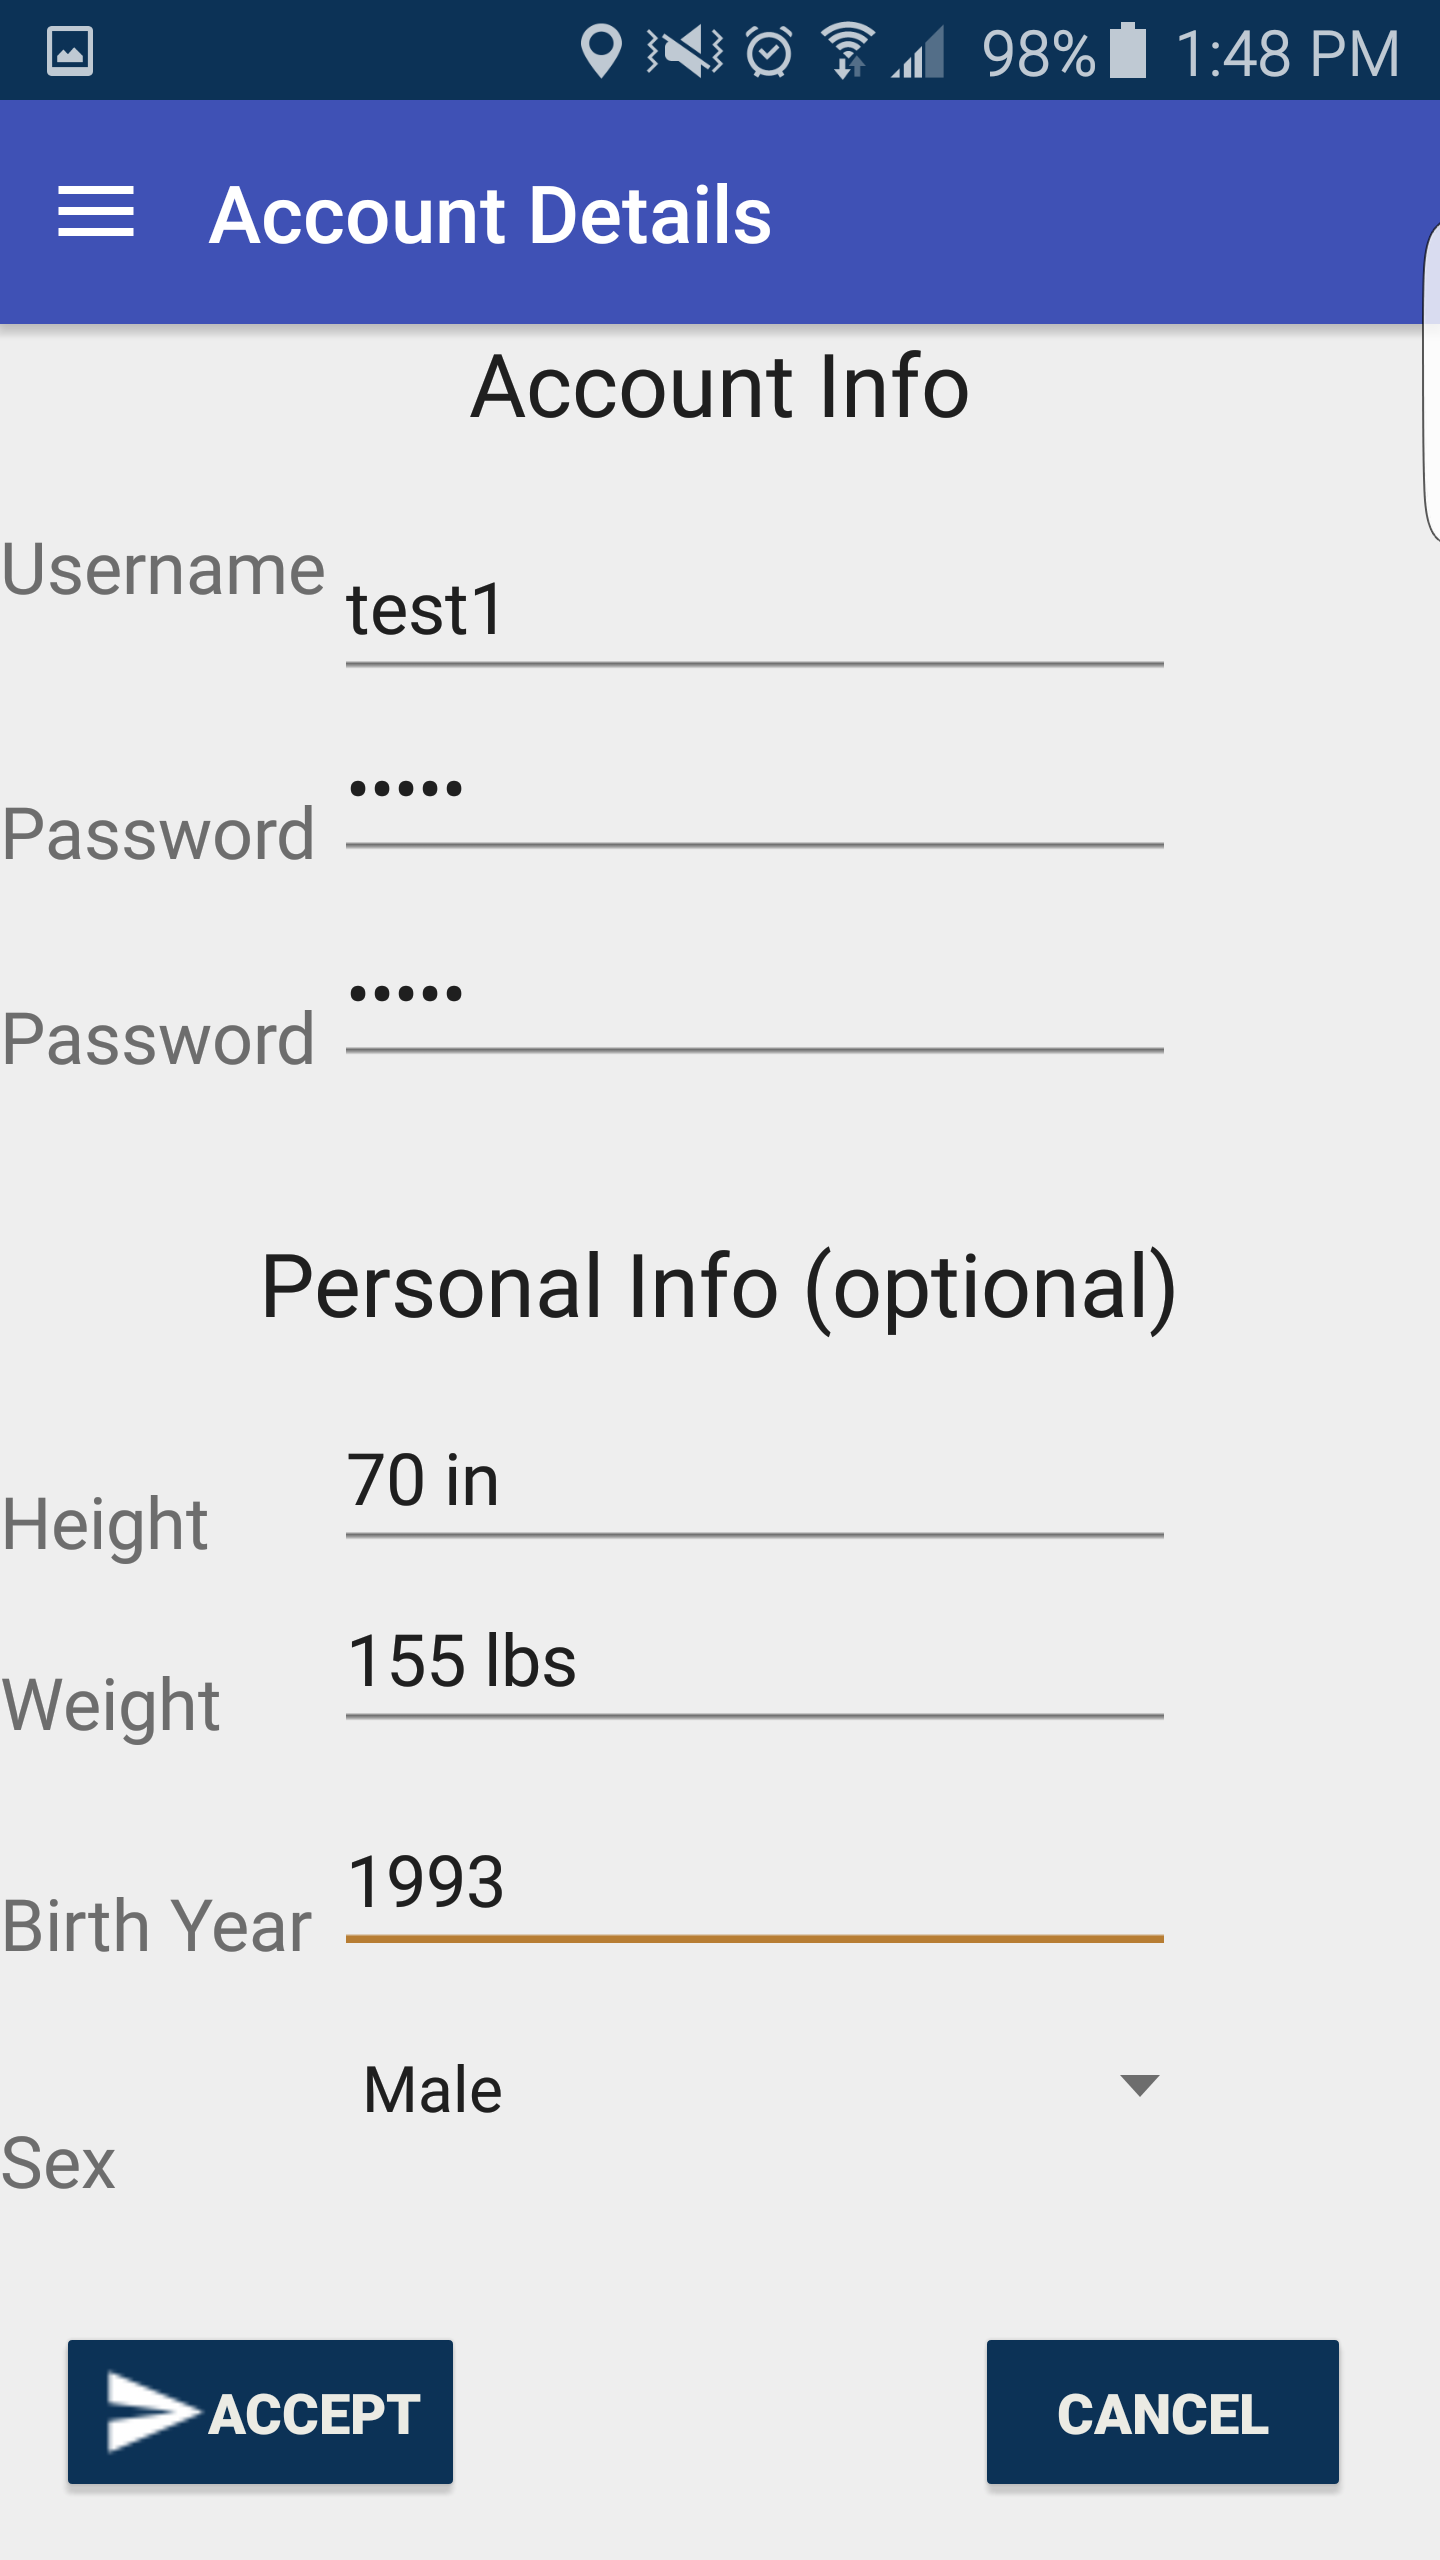 98% 1:48 PM
Account Details
Account Info
Username test1
Password •••••
Password •••••
Personal Info (optional)
Height 70 in
Weight 155 lbs
Birth Year 1993
Sex Male
ACCEPT CANCEL